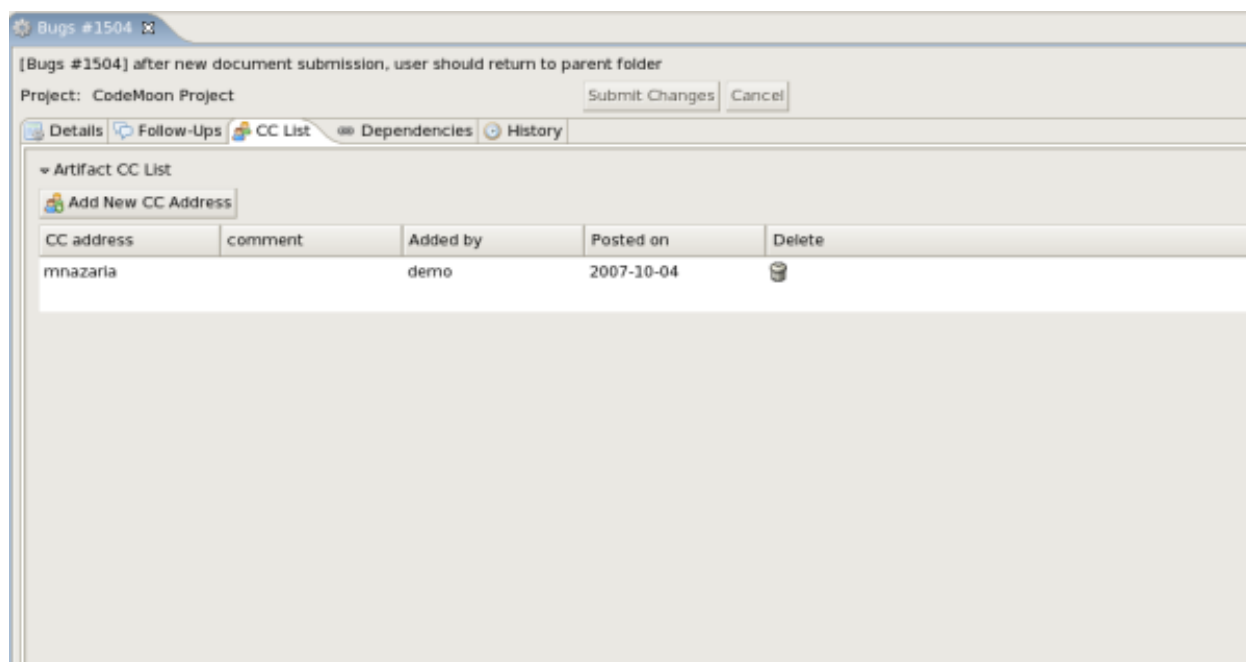 Bugs #1504
[Bugs #1504] after new document submission, user should return to parent folder
Project: CodeMoon Project Submit Changes Cancel
Details Follow-Ups CC List Dependencies History
Artifact CC List
Add New CC Address
CC address comment Added by Posted on Delete
mnazaria demo 2007-10-04